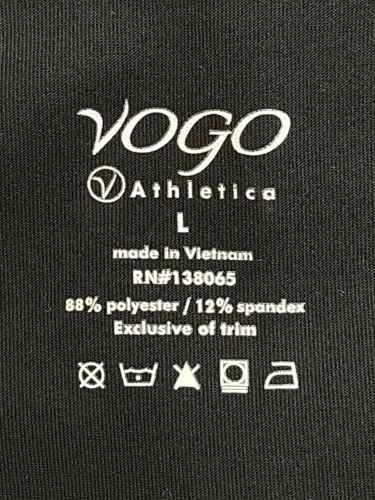 VOGO
Athletica
L
made in Vietnam
RN#138065
88% polyester / 12% spandex
Exclusive of trim